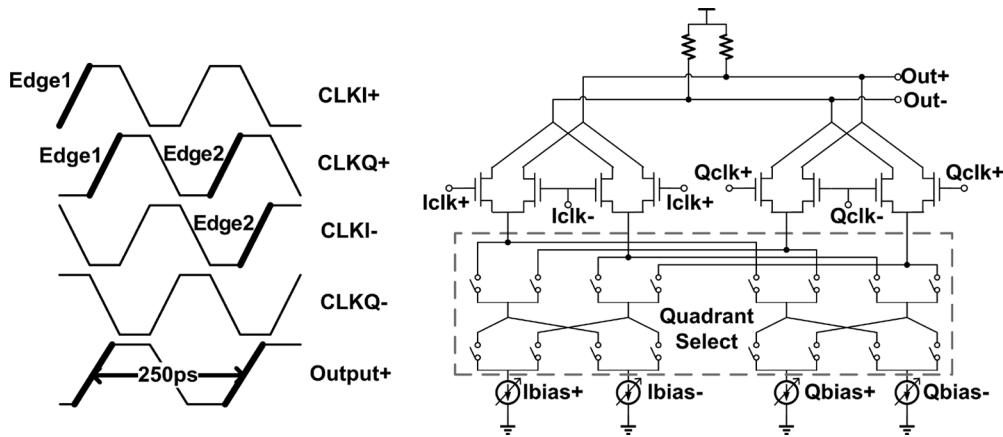 Edge1
CLKI+
Edge1
Edge2
CLKQ+
Edge2
CLKI-
CLKQ-
250ps
Output+
Out+
Out-
Iclk+
Iclk-
Iclk+
Qclk+
Qclk-
Qclk+
Quadrant
Select
Ibias+
Ibias-
Qbias+
Qbias-